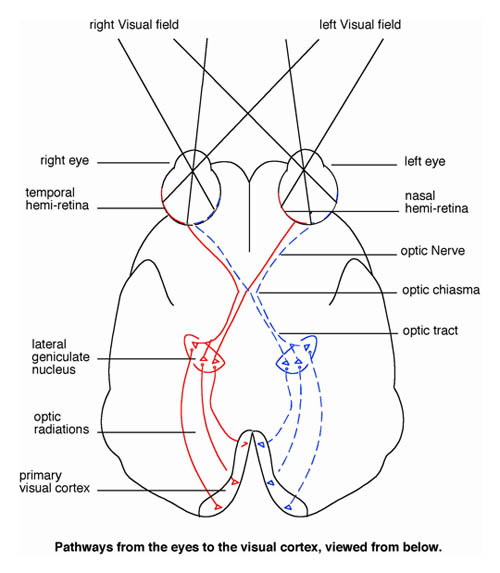 right Visual field
left Visual field
right eye
left eye
temporal
hemi-retina
nasal
hemi-retina
optic Nerve
optic chiasma
optic tract
lateral
geniculate
nucleus
optic
radiations
primary
visual cortex
Pathways from the eyes to the visual cortex, viewed from below.